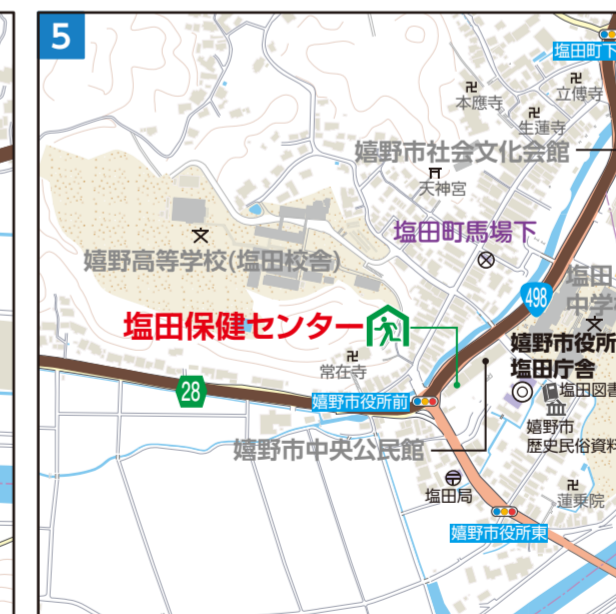 5
塩田町下
本應寺
立傅寺
生蓮寺
嬉野市社会文化会館
天神宮
塩田町馬場下
嬉野高等学校(塩田校舎)
498
塩田
中学
塩田保健センター
嬉野市役所
塩田庁舎
常在寺
28
嬉野市役所前
塩田図書
嬉野市
歴史民俗資料
嬉野市中央公民館
塩田局
蓮乗院
嬉野市役所東